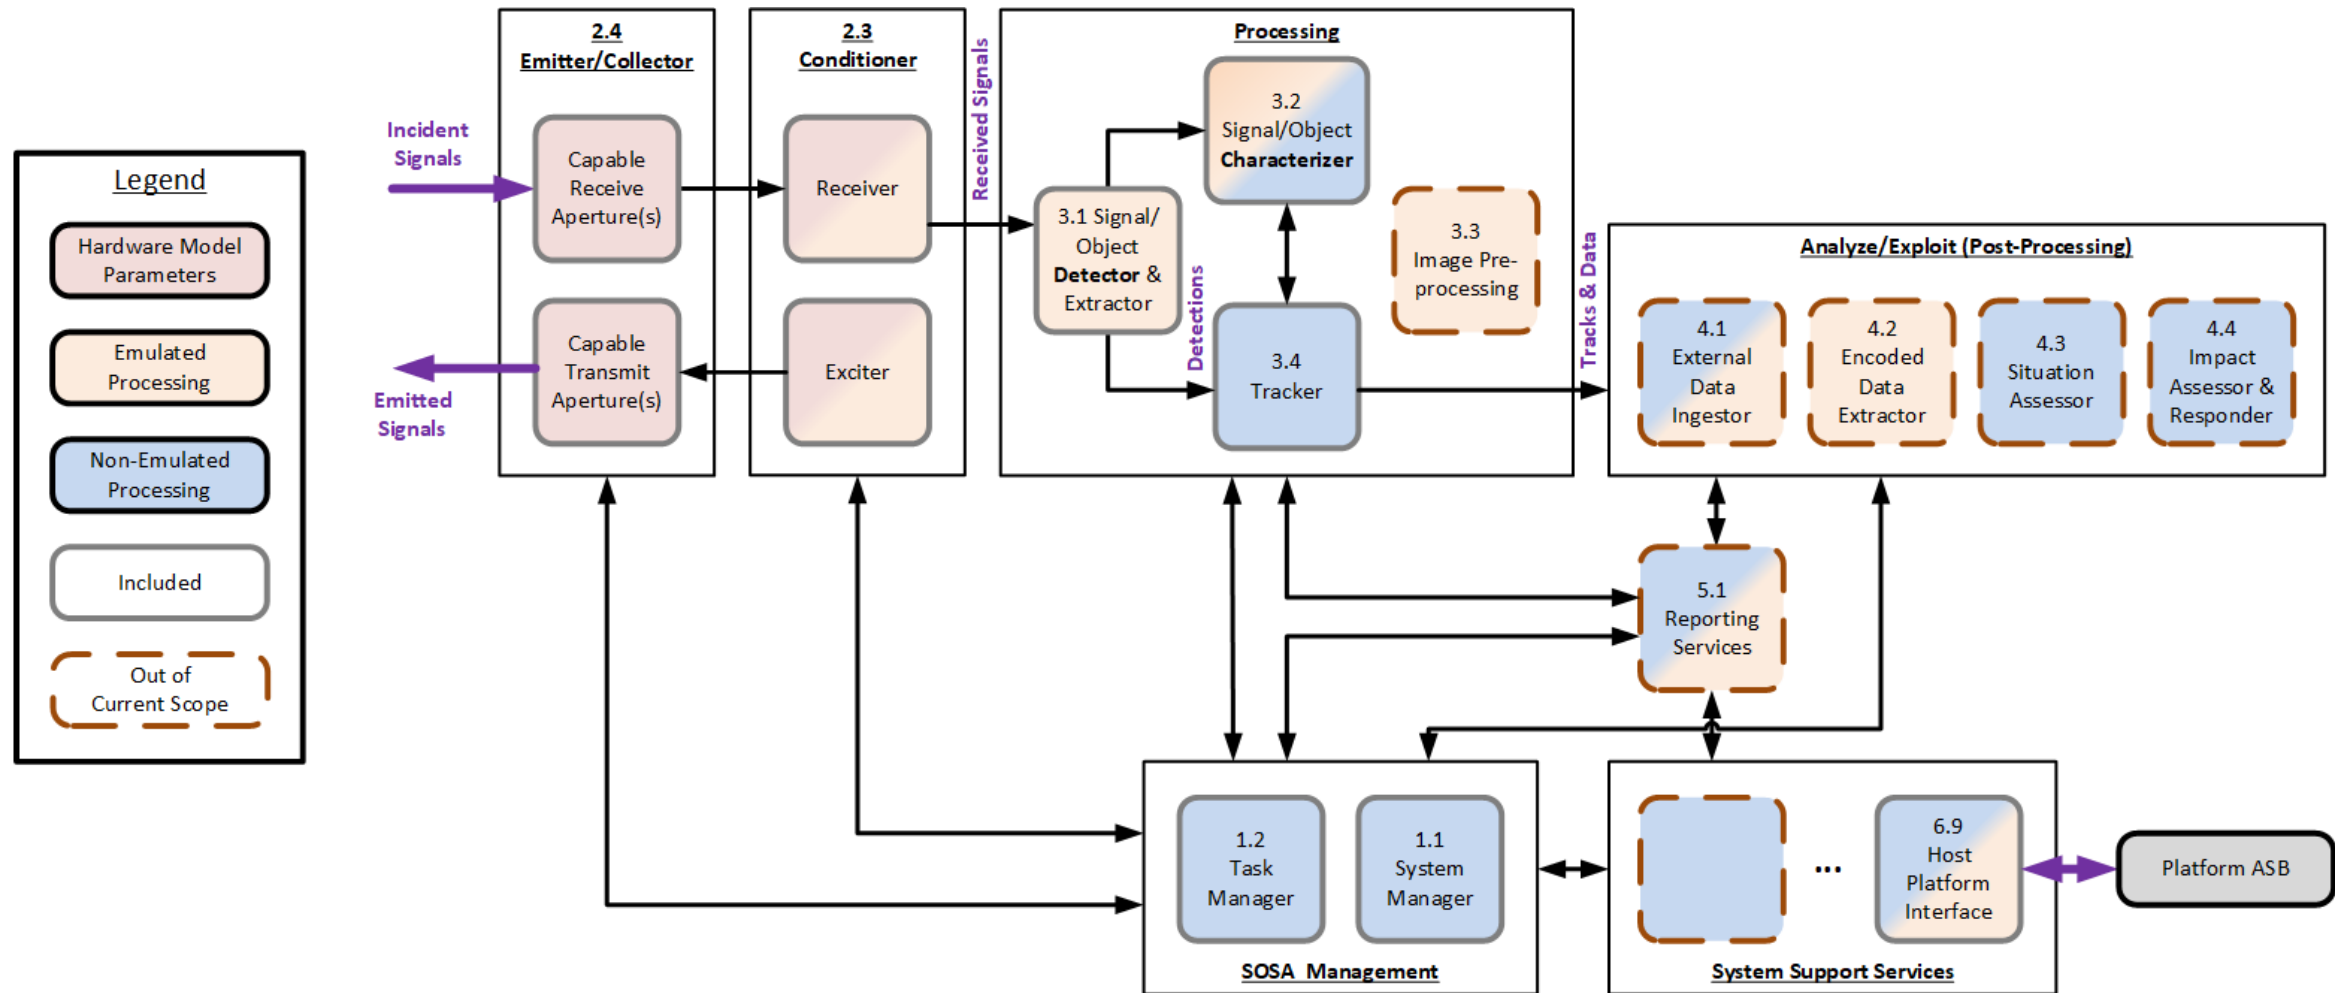 Legend
Hardware Model
Parameters
Emulated
Processing
Non-Emulated
Processing
Included
Out of
Current Scope
Incident
Signals
Emitted
Signals
2.4
Emitter/Collector
Capable
Receive
Aperture(s)
Capable
Transmit
Aperture(s)
2.3
Conditioner
Receiver
Exciter
Received Signals
Processing
3.1 Signal/
Object
Detector &
Extractor
Detections
3.2
Signal/Object
Characterizer
3.3
Image Pre-
processing
3.4
Tracker
Tracks & Data
Analyze/Exploit (Post-Processing)
4.1
External
Data
Ingestor
4.2
Encoded
Data
Extractor
4.3
Situation
Assessor
4.4
Impact
Assessor &
Responder
5.1
Reporting
Services
1.2
Task
Manager
1.1
System
Manager
SOSA Management
...
6.9
Host
Platform
Interface
System Support Services
Platform ASB